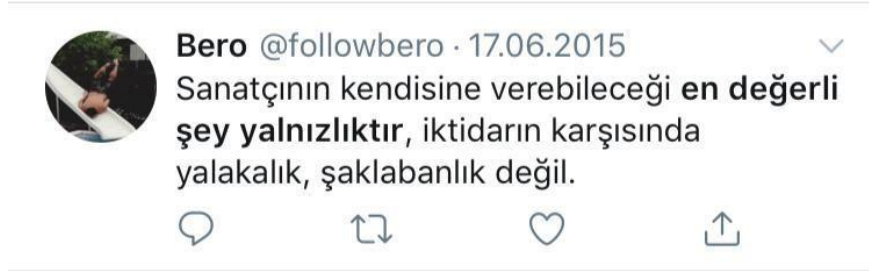 Bero @followbero · 17.06.2015
Sanatçının kendisine verebileceği en değerli
şey yalnızlıktır, iktidarın karşısında
yalakalık, şaklabanlık değil.